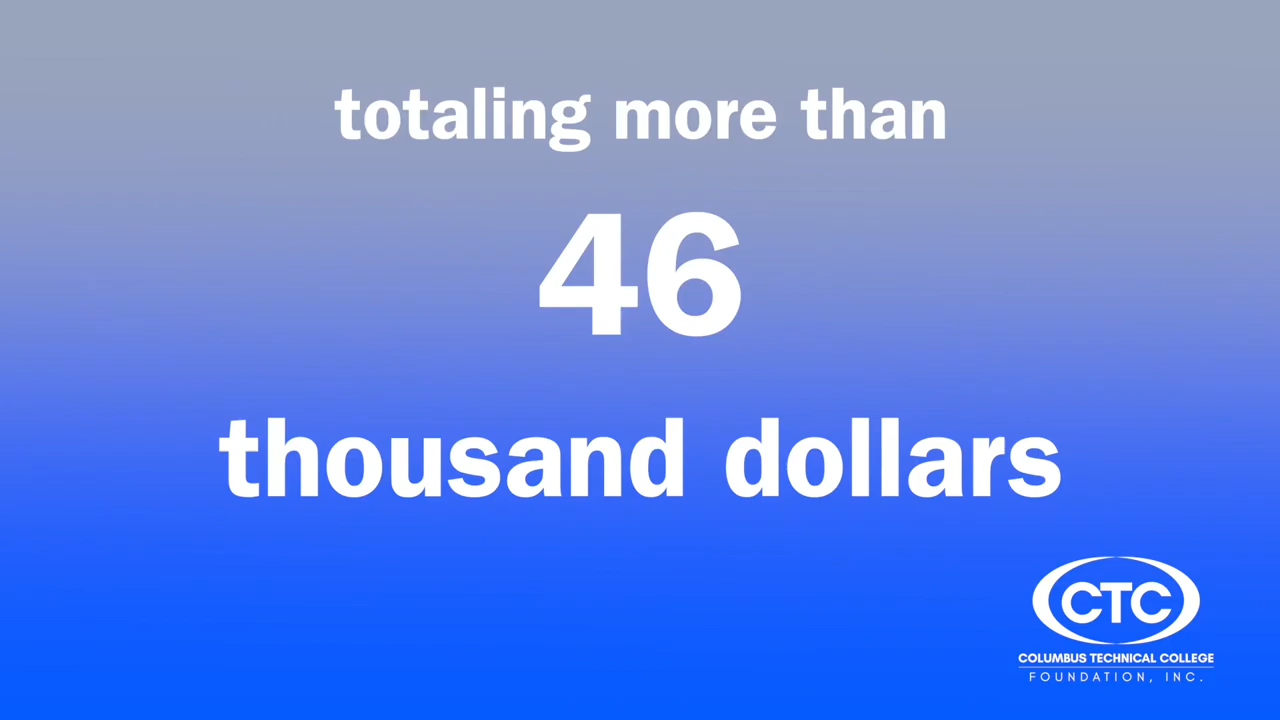 totaling more than
46
thousand dollars
CTC
COLUMBUS TECHNICAL COLLEGE
FOUNDATION, INC.